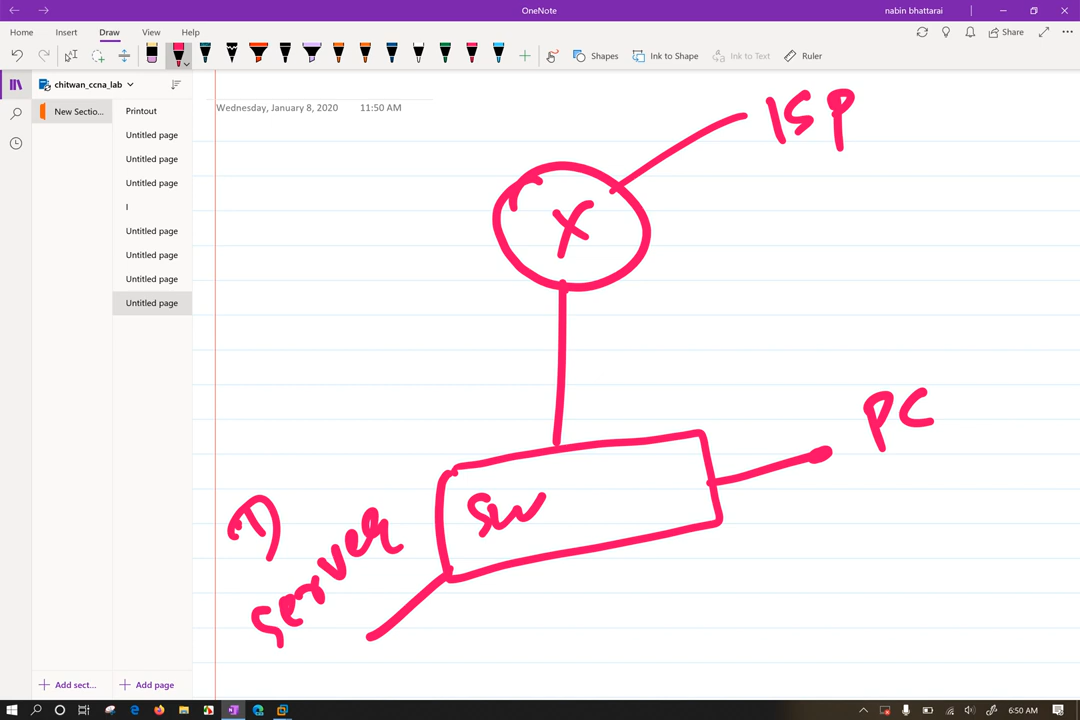 OneNote
nabin bhattarai
Home Insert Draw View Help
Share
Shapes Ink to Shape Ink to Text Ruler
chitwan_ccna_lab
New Sectio...
Printout
Untitled page
Untitled page
Untitled page
I
Untitled page
Untitled page
Untitled page
Untitled page
Wednesday, January 8, 2020 11:50 AM
ISP
X
PC
SW
Server
+ Add sect...
+ Add page
6:50 AM